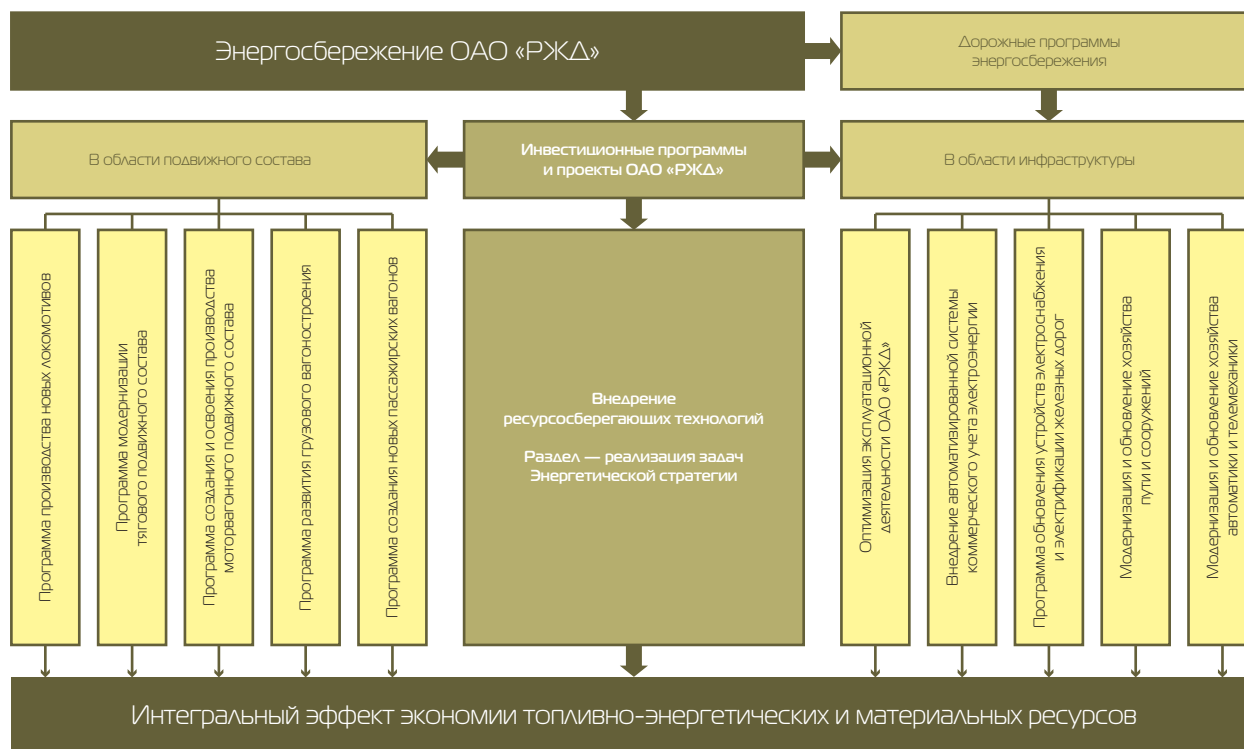 Энергосбережение ОАО «РЖД»
Дорожные программы
энергосбережения
В области подвижного состава
Инвестиционные программы
и проекты ОАО «РЖД»
В области инфраструктуры
Программа производства новых локомотивов
Программа модернизации
тягового подвижного состава
Программа создания и освоения производства
моторвагонного подвижного состава
Программа развития грузового вагоностроения
Программа создания новых пассажирских вагонов
Внедрение
ресурсосберегающих технологий
Раздел — реализация задач
Энергетической стратегии
Оптимизация эксплуатационной
деятельности ОАО «РЖД»
Внедрение автоматизированной системы
коммерческого учета электроэнергии
Программа обновления устройств электроснабжения
и электрификации железных дорог
Модернизация и обновление хозяйства
пути и сооружений
Модернизация и обновление хозяйства
автоматики и телемеханики
Интегральный эффект экономии топливно-энергетических и материальных ресурсов